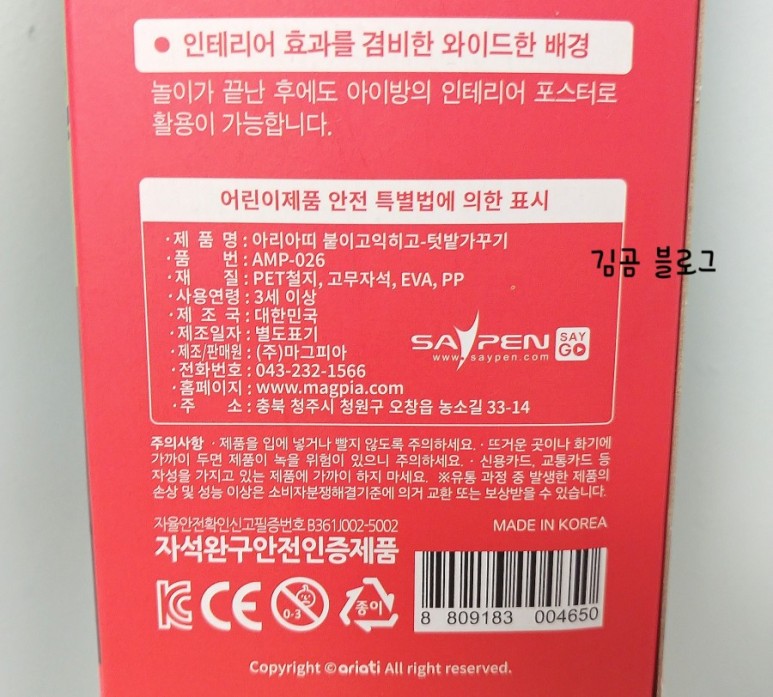 ● 인테리어 효과를 겸비한 와이드한 배경
놀이가 끝난 후에도 아이방의 인테리어 포스터로
활용이 가능합니다.
어린이제품 안전 특별법에 의한 표시
· 제 품 명 : 아리아띠 붙이고익히고-텃밭가꾸기
· 품 번 : AMP-026
· 재 질 : PET철지, 고무자석, EVA, PP
· 사용연령 : 3세 이상
· 제 조 국 : 대한민국
· 제조일자 : 별도표기
· 제조/판매원 : (주)마그피아
· 전화번호 : 043-232-1566
· 홈페이지 : www.magpia.com
· 주 소 : 충북 청주시 청원구 오창읍 농소길 33-14
SAYPEN
www.saypen.com
SAY
GO
김곰 블로그
주의사항 · 제품을 입에 넣거나 빨지 않도록 주의하세요. · 뜨거운 곳이나 화기에
가까이 두면 제품이 녹을 위험이 있으니 주의하세요. · 신용카드, 교통카드 등
자성을 가지고 있는 제품에 가까이 하지 마세요. ※유통 과정 중 발생한 제품의
손상 및 성능 이상은 소비자분쟁해결기준에 의거 교환 또는 보상받을 수 있습니다.
자율안전확인신고필증번호 B361J002-5002
MADE IN KOREA
자석완구안전인증제품
KC CE 0-3 종이
8 809183 004650
Copyright © ariati All right reserved.